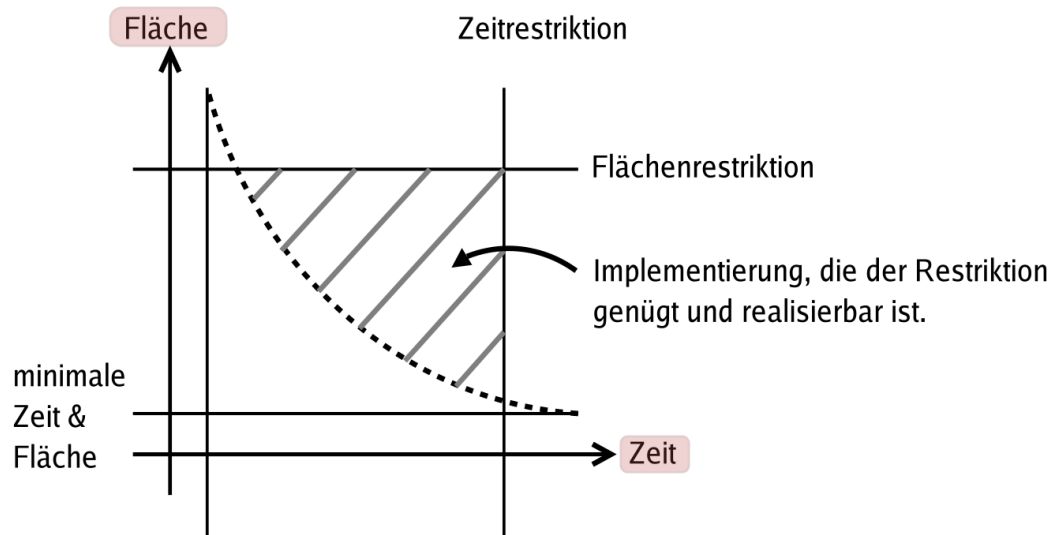 Fläche
Zeitrestriktion
Flächenrestriktion
Implementierung, die der Restriktion
genügt und realisierbar ist.
minimale
Zeit &
Fläche
Zeit